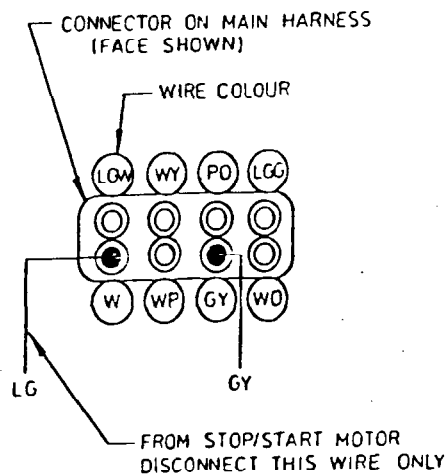 CONNECTOR ON MAIN HARNESS
(FACE SHOWN)
WIRE COLOUR
LGW WY PO LGG
W WP GY WO
LG GY
FROM STOP/START MOTOR
DISCONNECT THIS WIRE ONLY